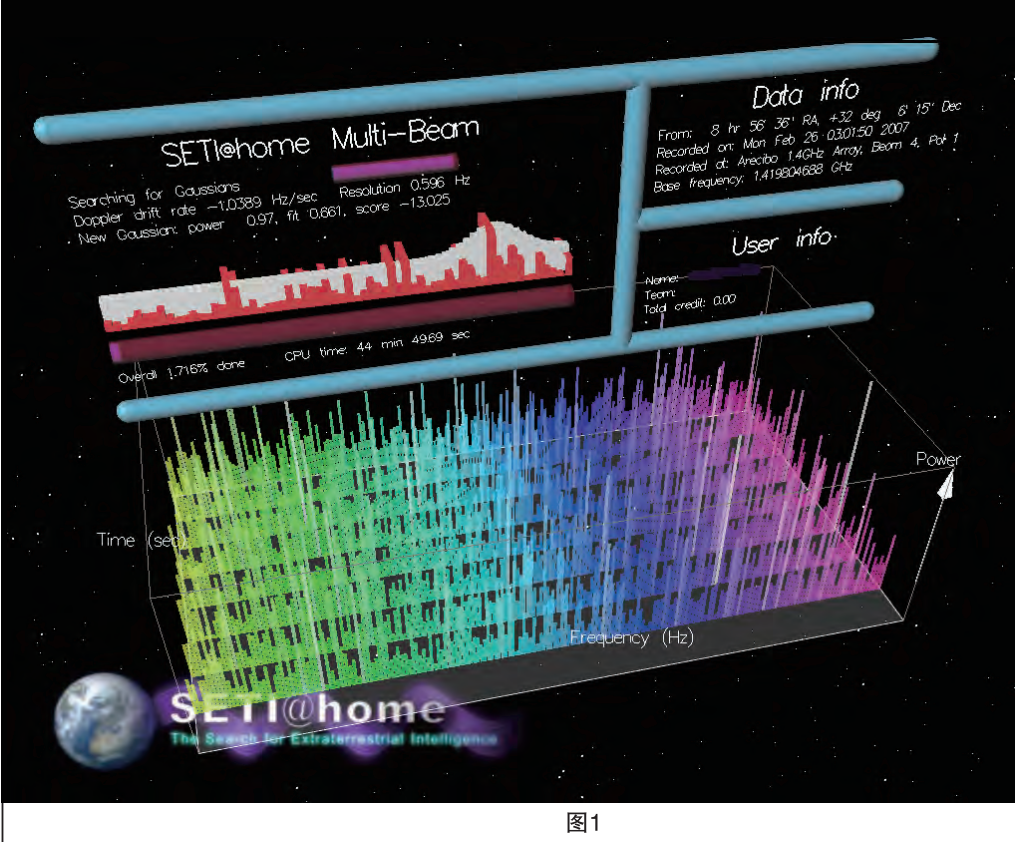 SETI@home Multi-Beam
Searching for Gaussians
Doppler drift rate -1.0389 Hz/sec Resolution 0.596 Hz
New Gaussian: power 0.97, fit 0.661, score -13.025
Overall 1.716% done CPU time: 44 min 49.69 sec
Data info
From: 8 hr 56' 36" RA, +32 deg 6' 15" Dec
Recorded on: Mon Feb 26 03:01:50 2007
Recorded at: Arecibo 1.4GHz Array, Beam 4, Pol 1
Base frequency: 1.419804688 GHz
User info
Name:
Team:
Total credit: 0.00
Power
Time (sec)
Frequency (Hz)
SETI@home
The Search for Extraterrestrial Intelligence
图1